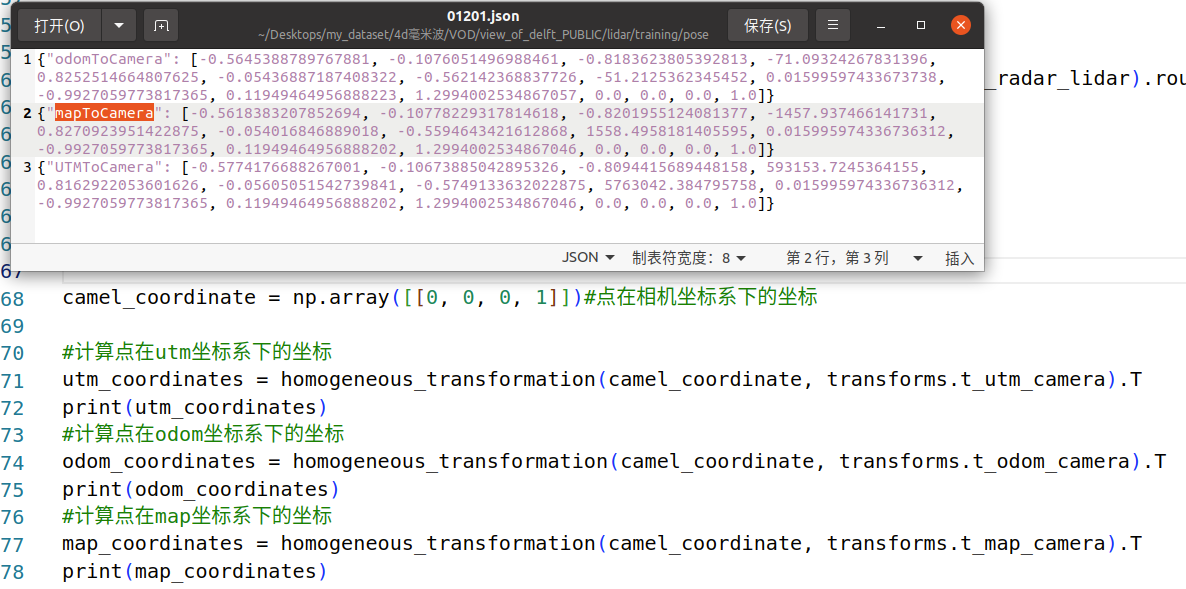 打开(O)
01201.json
~/Desktops/my_dataset/4d毫米波/VOD/view_of_delft_PUBLIC/lidar/training/pose
保存(S)
1 {"odomToCamera": [-0.5645388789767881, -0.1076051496988461, -0.8183623805392813, -71.09324267831396,
0.8252514664807625, -0.05436887187408322, -0.562142368837726, -51.2125362345452, 0.01599597433673738,
-0.9927059773817365, 0.11949464956888223, 1.2994002534867057, 0.0, 0.0, 0.0, 1.0]}
2 {"mapToCamera": [-0.5618383207852694, -0.10778229317814618, -0.8201955124081377, -1457.937466141731,
0.8270923951422875, -0.054016846889018, -0.5594643421612868, 1558.4958181405595, 0.015995974336736312,
-0.9927059773817365, 0.11949464956888202, 1.2994002534867046, 0.0, 0.0, 0.0, 1.0]}
3 {"UTMToCamera": [-0.5774176688267001, -0.10673885042895326, -0.8094415689448158, 593153.7245364155,
0.8162922053601626, -0.05605051542739841, -0.5749133632022875, 5763042.384795758, 0.015995974336736312,
-0.9927059773817365, 0.11949464956888202, 1.2994002534867046, 0.0, 0.0, 0.0, 1.0]}
JSON 制表符宽度：8 第 2 行，第 3 列 插入
_radar_lidar).rou
67
68 camel_coordinate = np.array([[0, 0, 0, 1]])#点在相机坐标系下的坐标
69
70 #计算点在utm坐标系下的坐标
71 utm_coordinates = homogeneous_transformation(camel_coordinate, transforms.t_utm_camera).T
72 print(utm_coordinates)
73 #计算点在odom坐标系下的坐标
74 odom_coordinates = homogeneous_transformation(camel_coordinate, transforms.t_odom_camera).T
75 print(odom_coordinates)
76 #计算点在map坐标系下的坐标
77 map_coordinates = homogeneous_transformation(camel_coordinate, transforms.t_map_camera).T
78 print(map_coordinates)